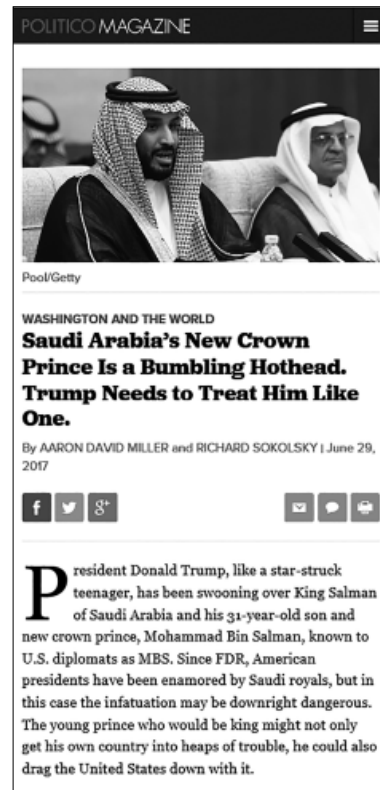 POLITICO MAGAZINE
Pool/Getty
WASHINGTON AND THE WORLD
Saudi Arabia's New Crown
Prince Is a Bumbling Hothead.
Trump Needs to Treat Him Like
One.
By AARON DAVID MILLER and RICHARD SOKOLSKY | June 29,
2017
f g+
President Donald Trump, like a star-struck
teenager, has been swooning over King Salman
of Saudi Arabia and his 31-year-old son and
new crown prince, Mohammad Bin Salman, known to
U.S. diplomats as MBS. Since FDR, American
presidents have been enamored by Saudi royals, but in
this case the infatuation may be downright dangerous.
The young prince who would be king might not only
get his own country into heaps of trouble, he could also
drag the United States down with it.